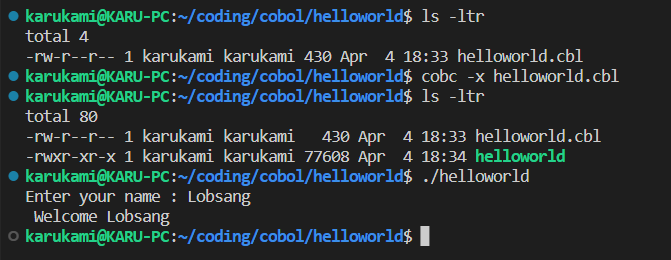 karukami@KARU-PC:~/coding/cobol/helloworld$ ls -ltr
total 4
-rw-r--r-- 1 karukami karukami 430 Apr  4 18:33 helloworld.cbl
karukami@KARU-PC:~/coding/cobol/helloworld$ cobc -x helloworld.cbl
karukami@KARU-PC:~/coding/cobol/helloworld$ ls -ltr
total 80
-rw-r--r-- 1 karukami karukami   430 Apr  4 18:33 helloworld.cbl
-rwxr-xr-x 1 karukami karukami 77608 Apr  4 18:34 helloworld
karukami@KARU-PC:~/coding/cobol/helloworld$ ./helloworld
Enter your name : Lobsang
 Welcome Lobsang
karukami@KARU-PC:~/coding/cobol/helloworld$